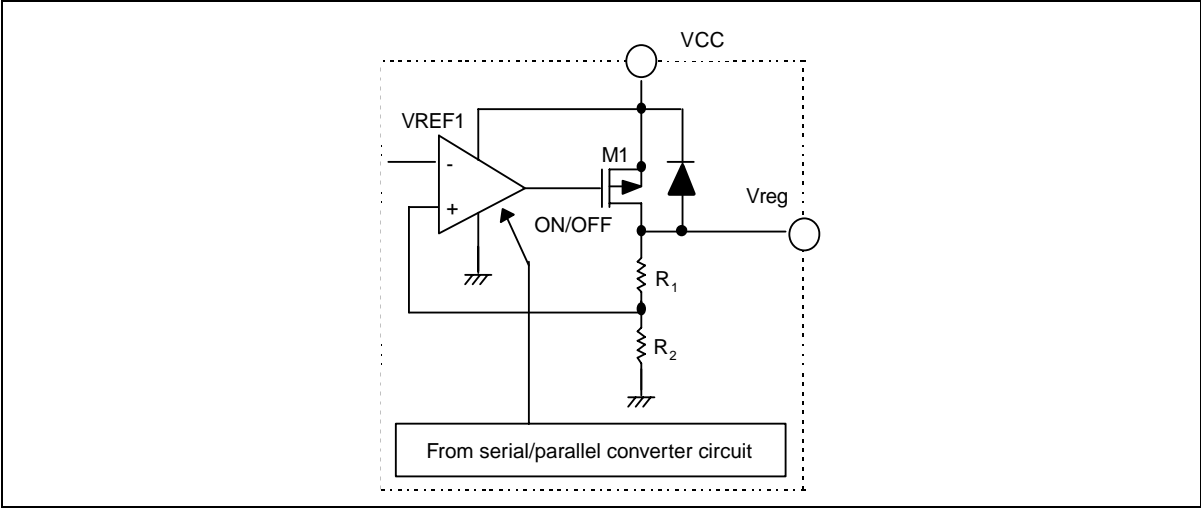 VCC
VREF1
-
+
M1
ON/OFF
Vreg
R1
R2
From serial/parallel converter circuit